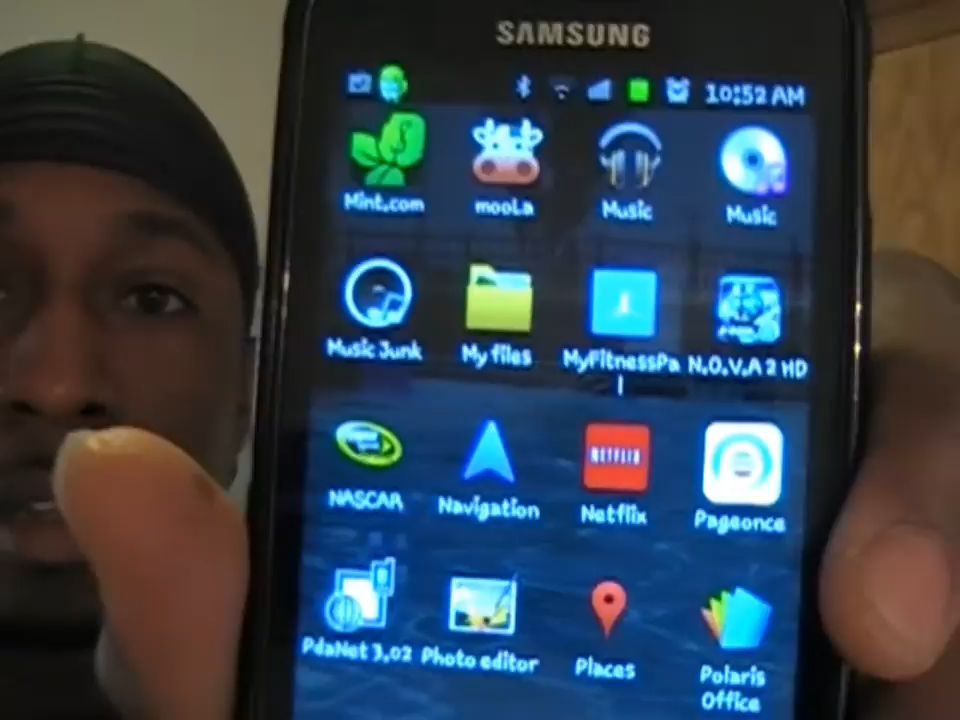 SAMSUNG
10:52 AM
Mint.com mooLa Music Music
Music Junk My files MyFitnessPa N.O.V.A 2 HD
l
NASCAR Navigation Netflix Pageonce
NETFLIX
PdaNet 3.02 Photo editor Places Polaris
Office